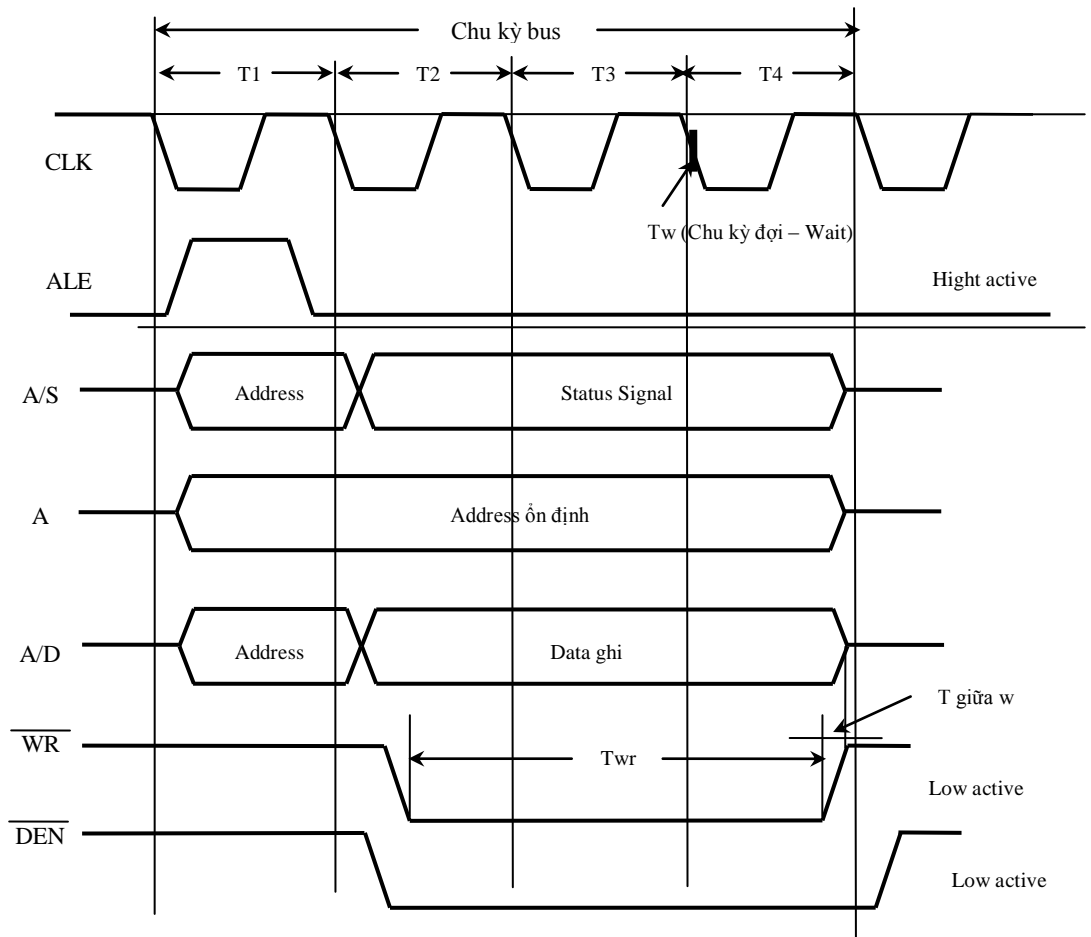 Chu kỳ bus
T1 T2 T3 T4
CLK
Tw (Chu kỳ đợi – Wait)
ALE
Hight active
A/S
Address
Status Signal
A
Address ổn định
A/D
Address
Data ghi
T giữa w
WR
Twr
Low active
DEN
Low active